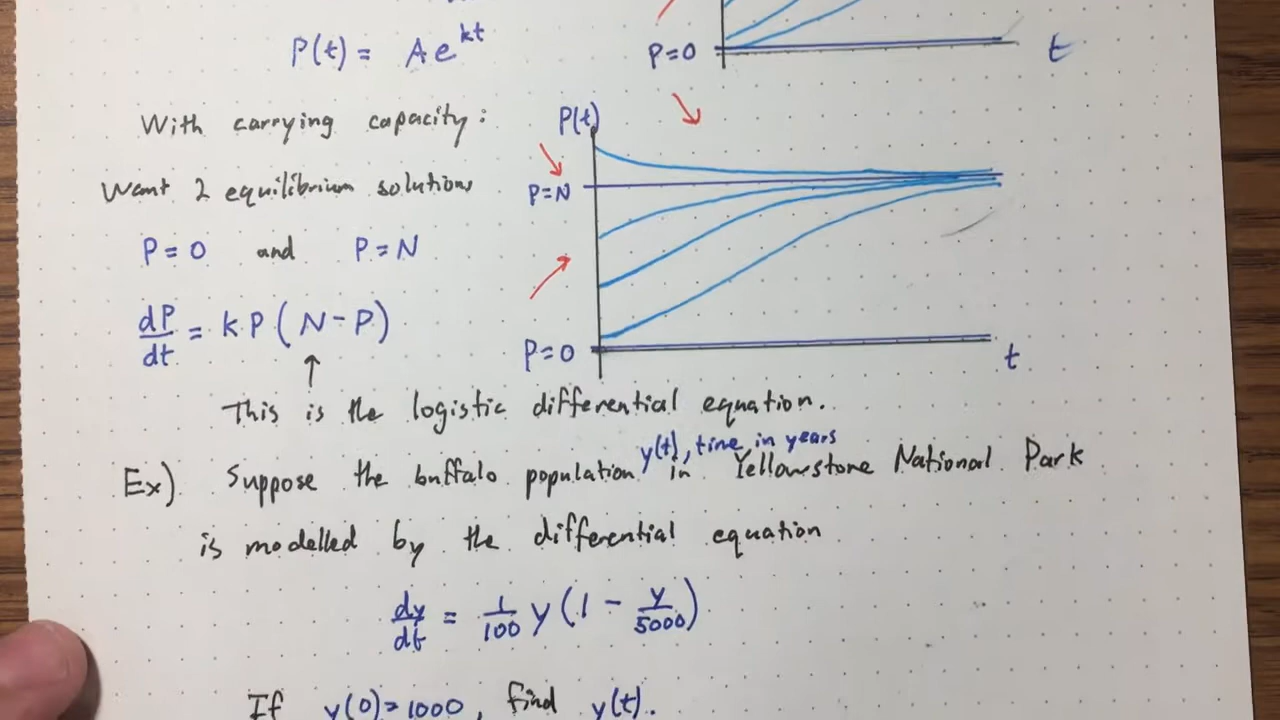 P(t) = Ae^{kt}
P=0
t
With carrying capacity:
Want 2 equilibrium solutions
P=0 and P=N
dP/dt = kP(N-P)
P(t)
P=N
P=0
t
This is the logistic differential equation.
y(t), time in years
Ex) Suppose the buffalo population in Yellowstone National Park
is modelled by the differential equation
dy/dt = 1/100 y(1 - y/5000)
If y(0)=1000, find y(t).